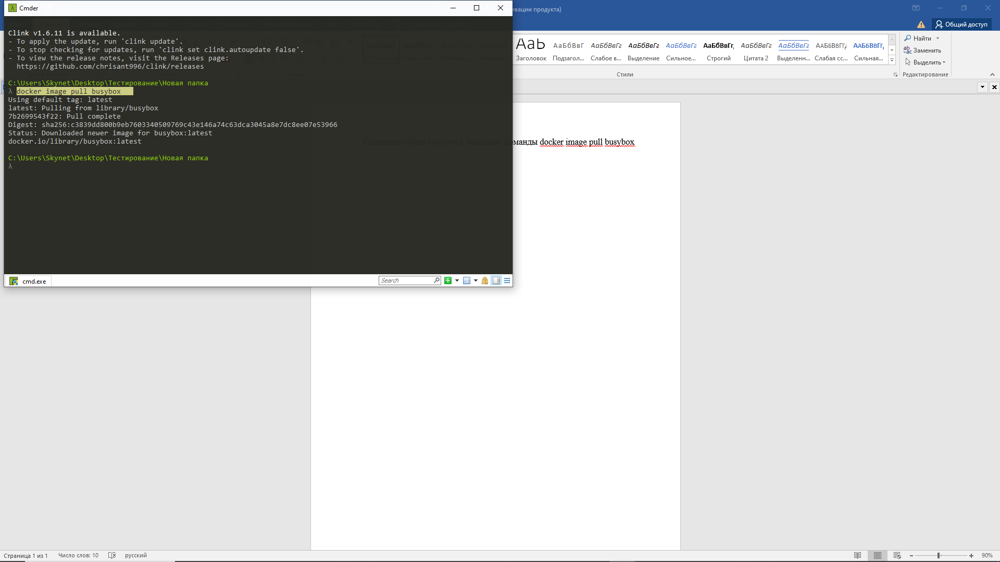 Cmder
ивации продукта)
Общий доступ
Clink v1.6.11 is available.
- To apply the update, run 'clink update'.
- To stop checking for updates, run 'clink set clink.autoupdate false'.
- To view the release notes, visit the Releases page:
https://github.com/chrisant996/clink/releases
C:\Users\Skynet\Desktop\Тестирование\Новая папка
λ docker image pull busybox
Using default tag: latest
latest: Pulling from library/busybox
7b2699543f22: Pull complete
Digest: sha256:c3839dd800b9eb7603340509769c43e146a74c63dca3045a8e7dc8ee07e53966
Status: Downloaded newer image for busybox:latest
docker.io/library/busybox:latest
C:\Users\Skynet\Desktop\Тестирование\Новая папка
λ
cmd.exe
Search
AaБ АаБбВвГ АаБбВвГг АаБбВвГг АаБбВвГг АаБбВвГг, АаБбВвГг АаБбВвГг ААББВВГГ, ААББВВГГ,
Заголовок Подзагол... Слабое в... Выделение Сильное... Строгий Цитата 2 Выделенн... Слабая сс... Сильная...
Стили
Найти
Заменить
Выделить
Редактирование
Скачиваем образ busybox с помощью команды docker image pull busybox
Страница 1 из 1 Число слов: 10 русский
90%